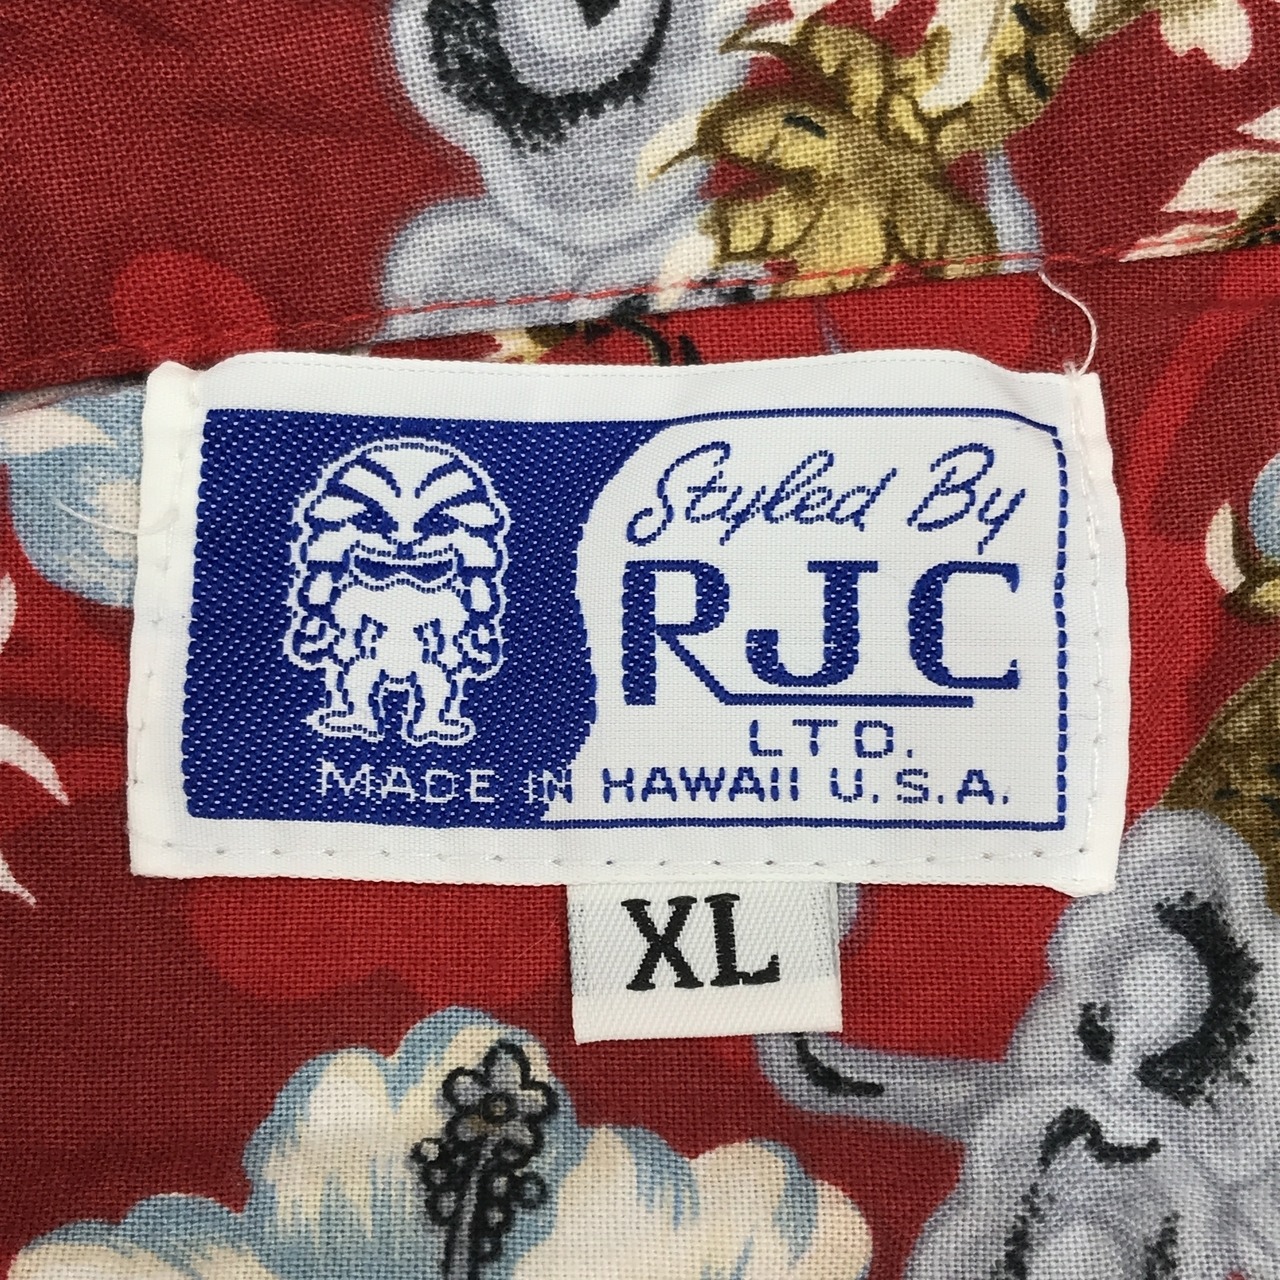 Styled By
RJC
LTD.
MADE IN HAWAII U.S.A.
XL